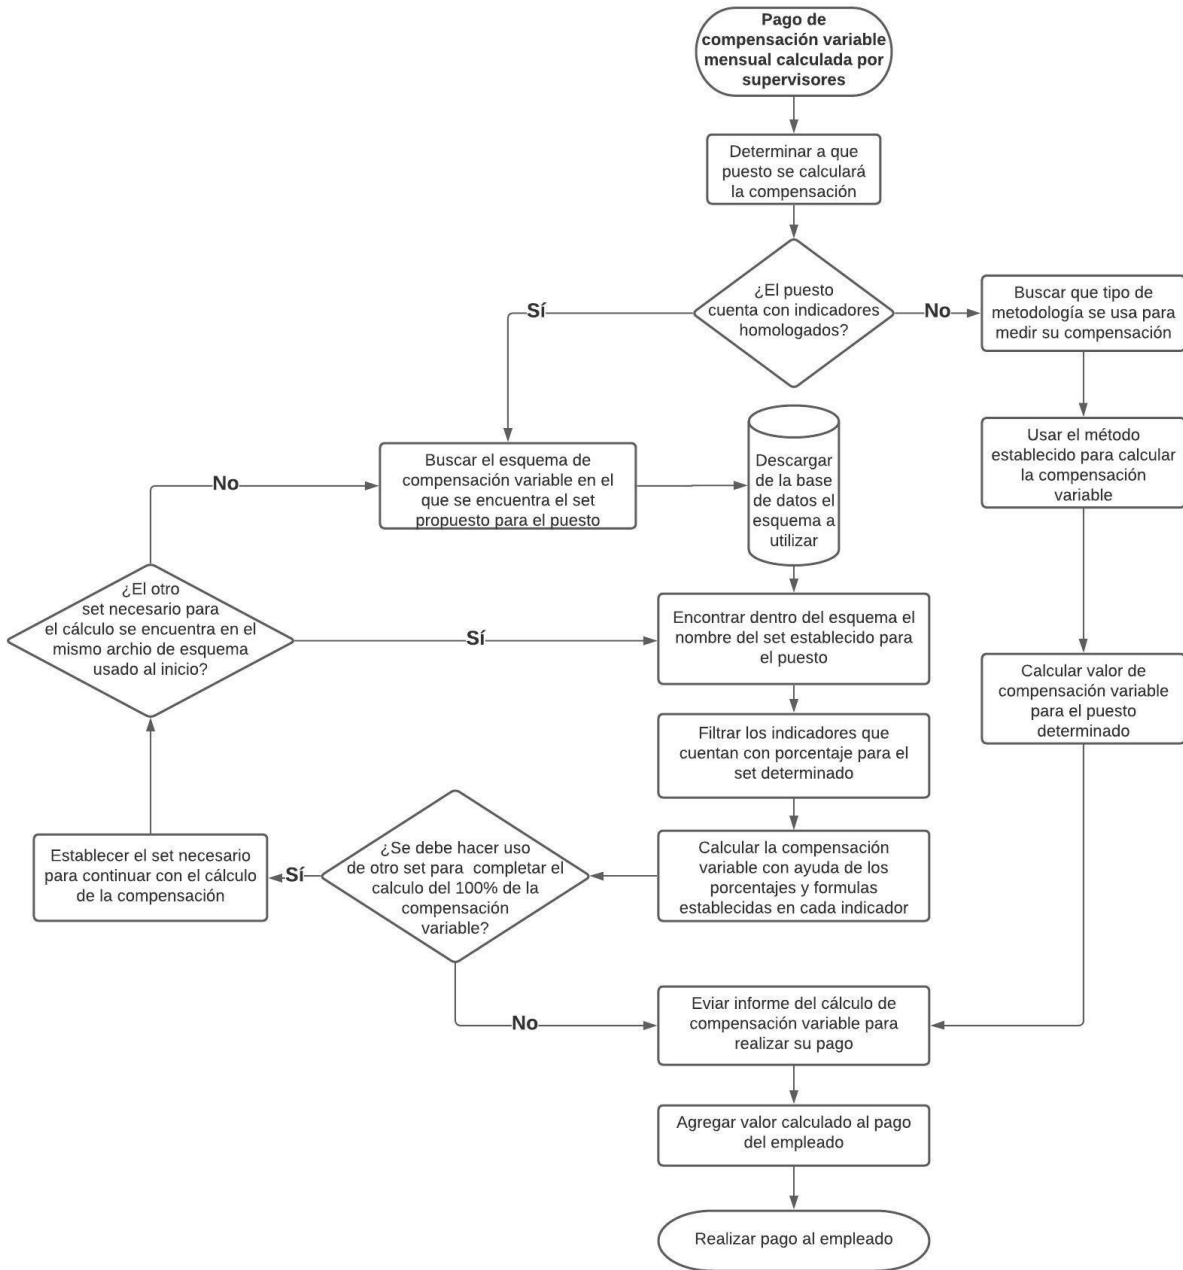 Pago de
compensación variable
mensual calculada por
supervisores
Determinar a que
puesto se calculará
la compensación
¿El puesto
cuenta con indicadores
homologados?
Sí
No
Buscar que tipo de
metodología se usa para
medir su compensación
Usar el método
establecido para calcular
la compensación
variable
Calcular valor de
compensación variable
para el puesto
determinado
Buscar el esquema de
compensación variable en el
que se encuentra el set
propuesto para el puesto
Descargar
de la base
de datos el
esquema a
utilizar
No
¿El otro
set necesario para
el cálculo se encuentra en el
mismo archio de esquema
usado al inicio?
Sí
Encontrar dentro del esquema el
nombre del set establecido para
el puesto
Filtrar los indicadores que
cuentan con porcentaje para el
set determinado
Calcular la compensación
variable con ayuda de los
porcentajes y formulas
establecidas en cada indicador
¿Se debe hacer uso
de otro set para completar el
calculo del 100% de la
compensación
variable?
Sí
Establecer el set necesario
para continuar con el cálculo
de la compensación
No
Eviar informe del cálculo de
compensación variable para
realizar su pago
Agregar valor calculado al pago
del empleado
Realizar pago al empleado